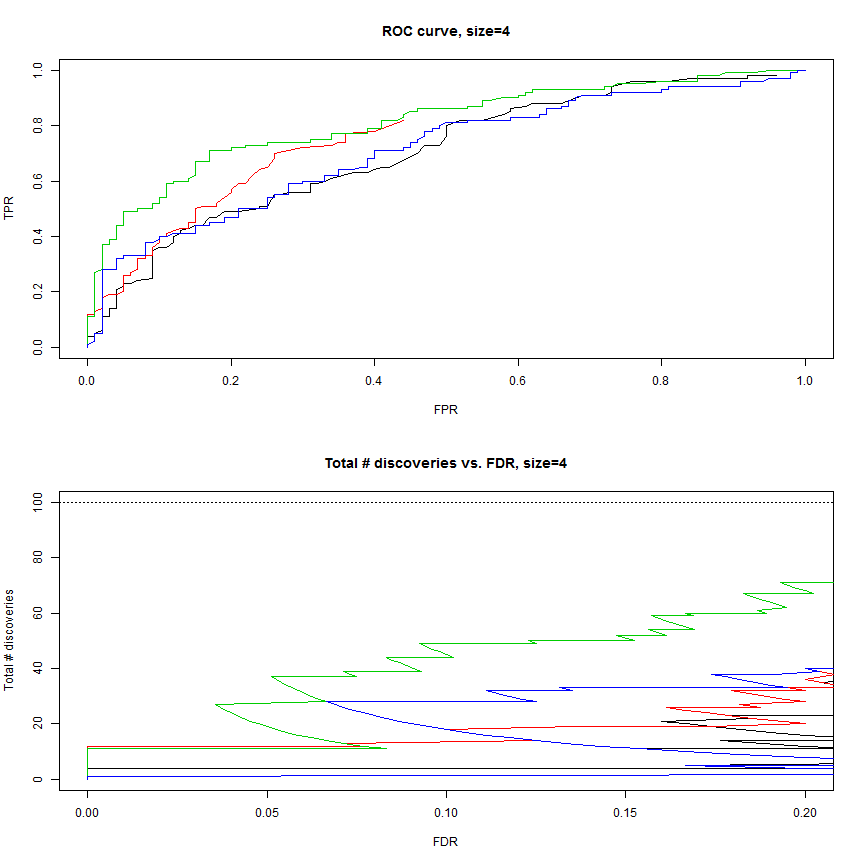 ROC curve, size=4
1.0
0.8
0.6
0.4
0.2
0.0
TPR
0.0 0.2 0.4 0.6 0.8 1.0
FPR
Total # discoveries vs. FDR, size=4
100
80
60
40
20
0
Total # discoveries
0.00 0.05 0.10 0.15 0.20
FDR